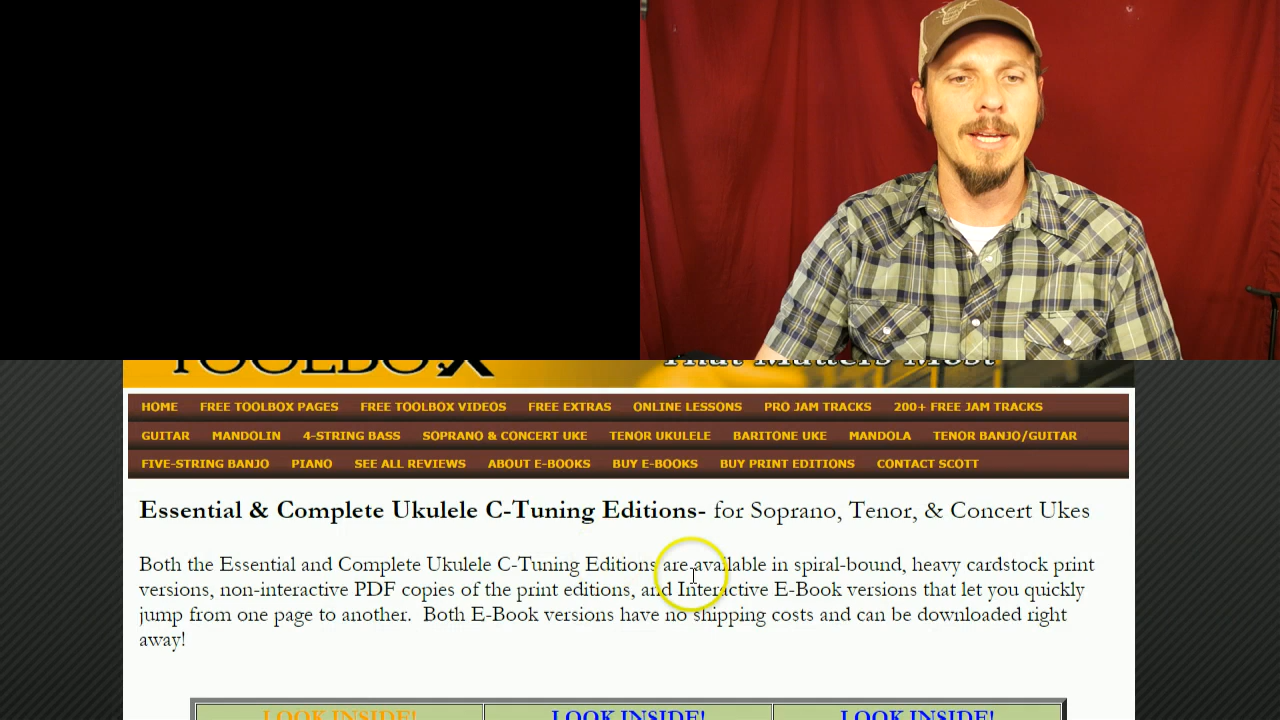 TOOLBOX
That Matters Most
HOME FREE TOOLBOX PAGES FREE TOOLBOX VIDEOS FREE EXTRAS ONLINE LESSONS PRO JAM TRACKS 200+ FREE JAM TRACKS
GUITAR MANDOLIN 4-STRING BASS SOPRANO & CONCERT UKE TENOR UKULELE BARITONE UKE MANDOLA TENOR BANJO/GUITAR
FIVE-STRING BANJO PIANO SEE ALL REVIEWS ABOUT E-BOOKS BUY E-BOOKS BUY PRINT EDITIONS CONTACT SCOTT
Essential & Complete Ukulele C-Tuning Editions- for Soprano, Tenor, & Concert Ukes
Both the Essential and Complete Ukulele C-Tuning Editions are available in spiral-bound, heavy cardstock print
versions, non-interactive PDF copies of the print editions, and Interactive E-Book versions that let you quickly
jump from one page to another. Both E-Book versions have no shipping costs and can be downloaded right
away!
LOOK INSIDE! LOOK INSIDE! LOOK INSIDE!